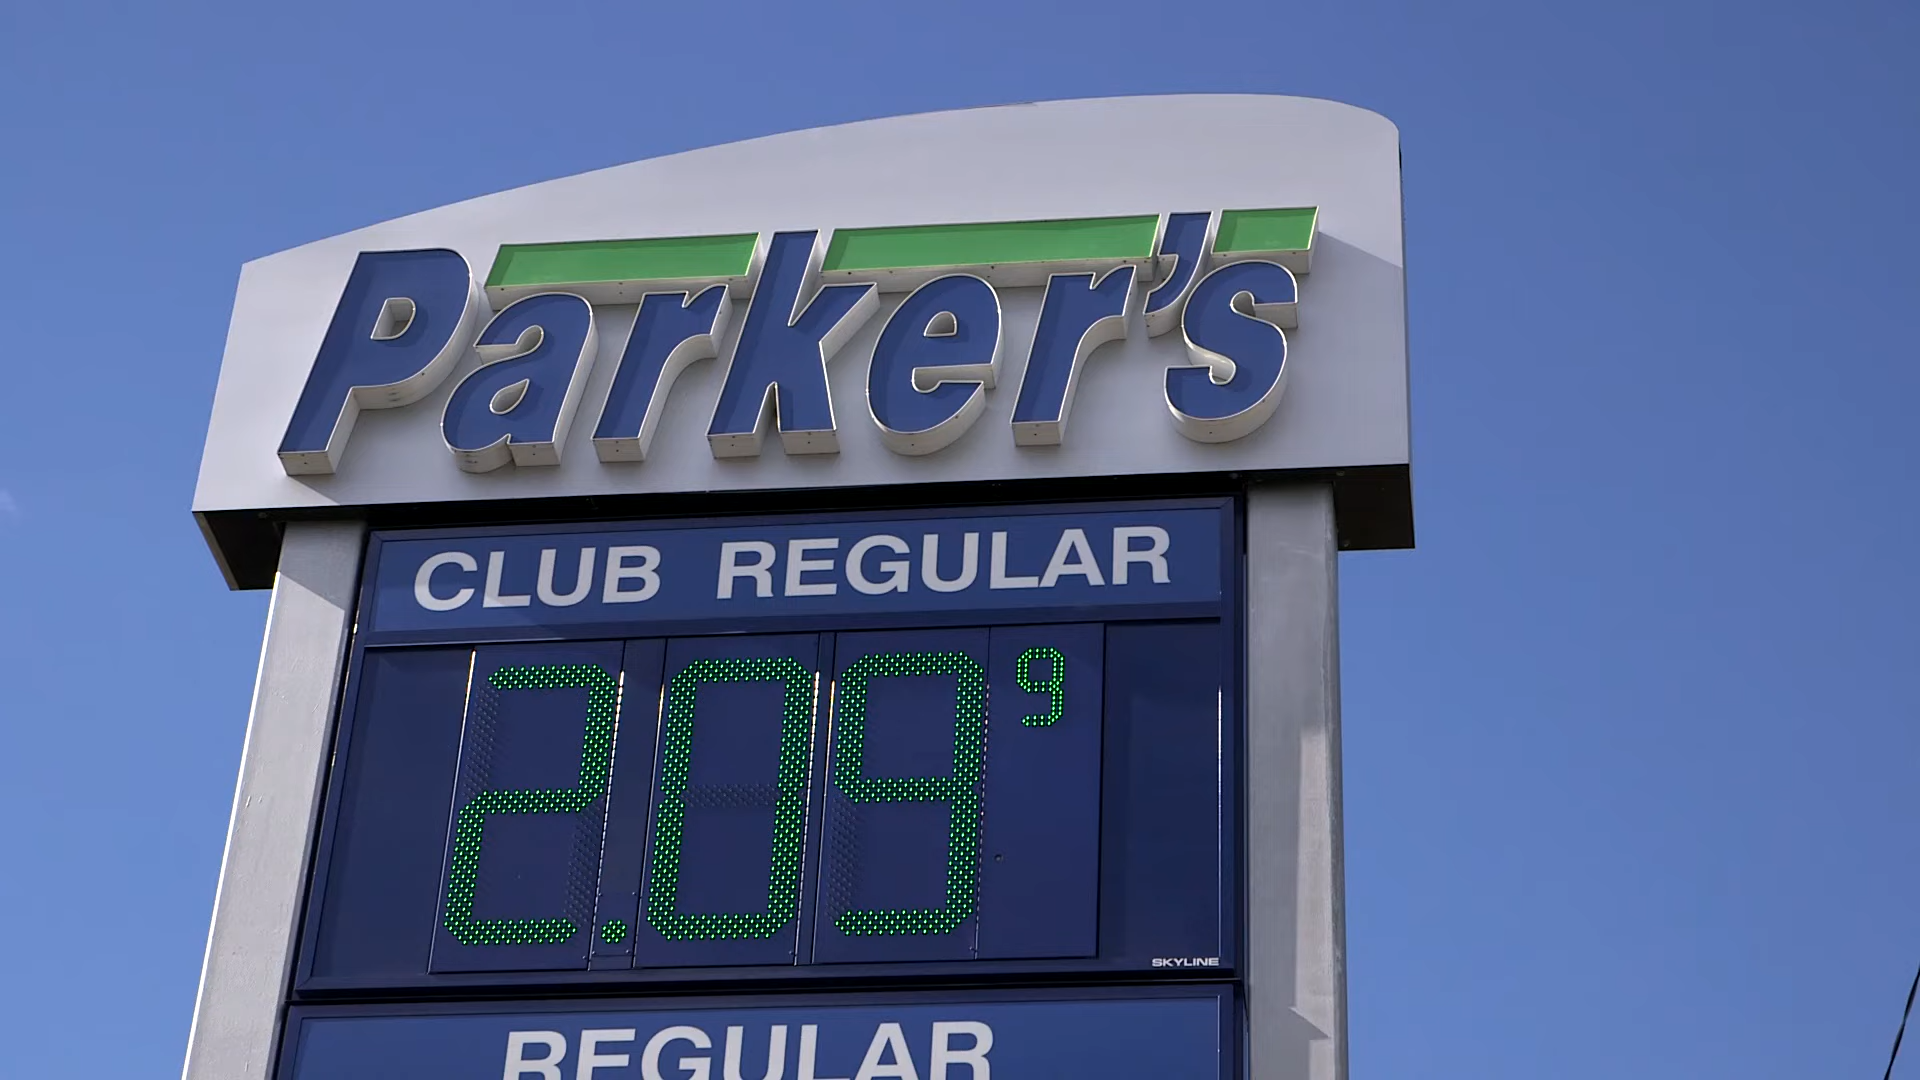 Parker's
CLUB REGULAR
2.09 9
SKYLINE
REGULAR